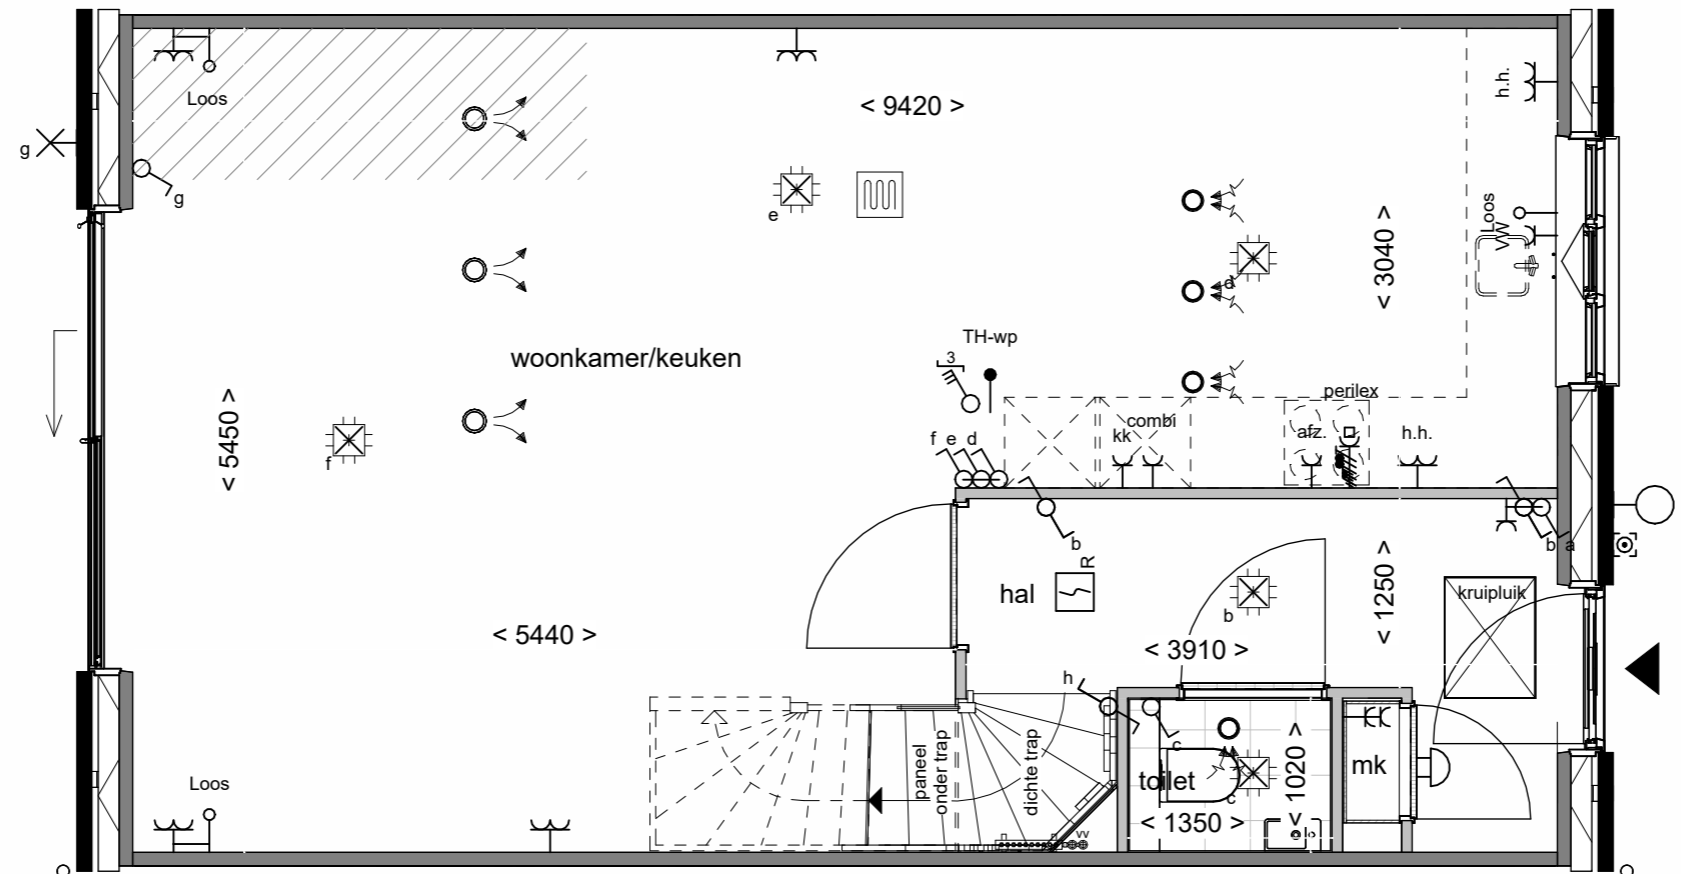 Loos
< 9420 >
h.h.
g
g
e
Loos
VW
< 3040 >
d
TH-wp
3
woonkamer/keuken
perilex
combi
kk
afz.
h.h.
< 5450 >
f
f e d
b
b a
R
hal
kruipluik
b
< 1250 >
< 5440 >
< 3910 >
h
c
paneel
onder trap
dichte trap
toilet
c
< 1020 >
mk
Loos
< 1350 >
vv